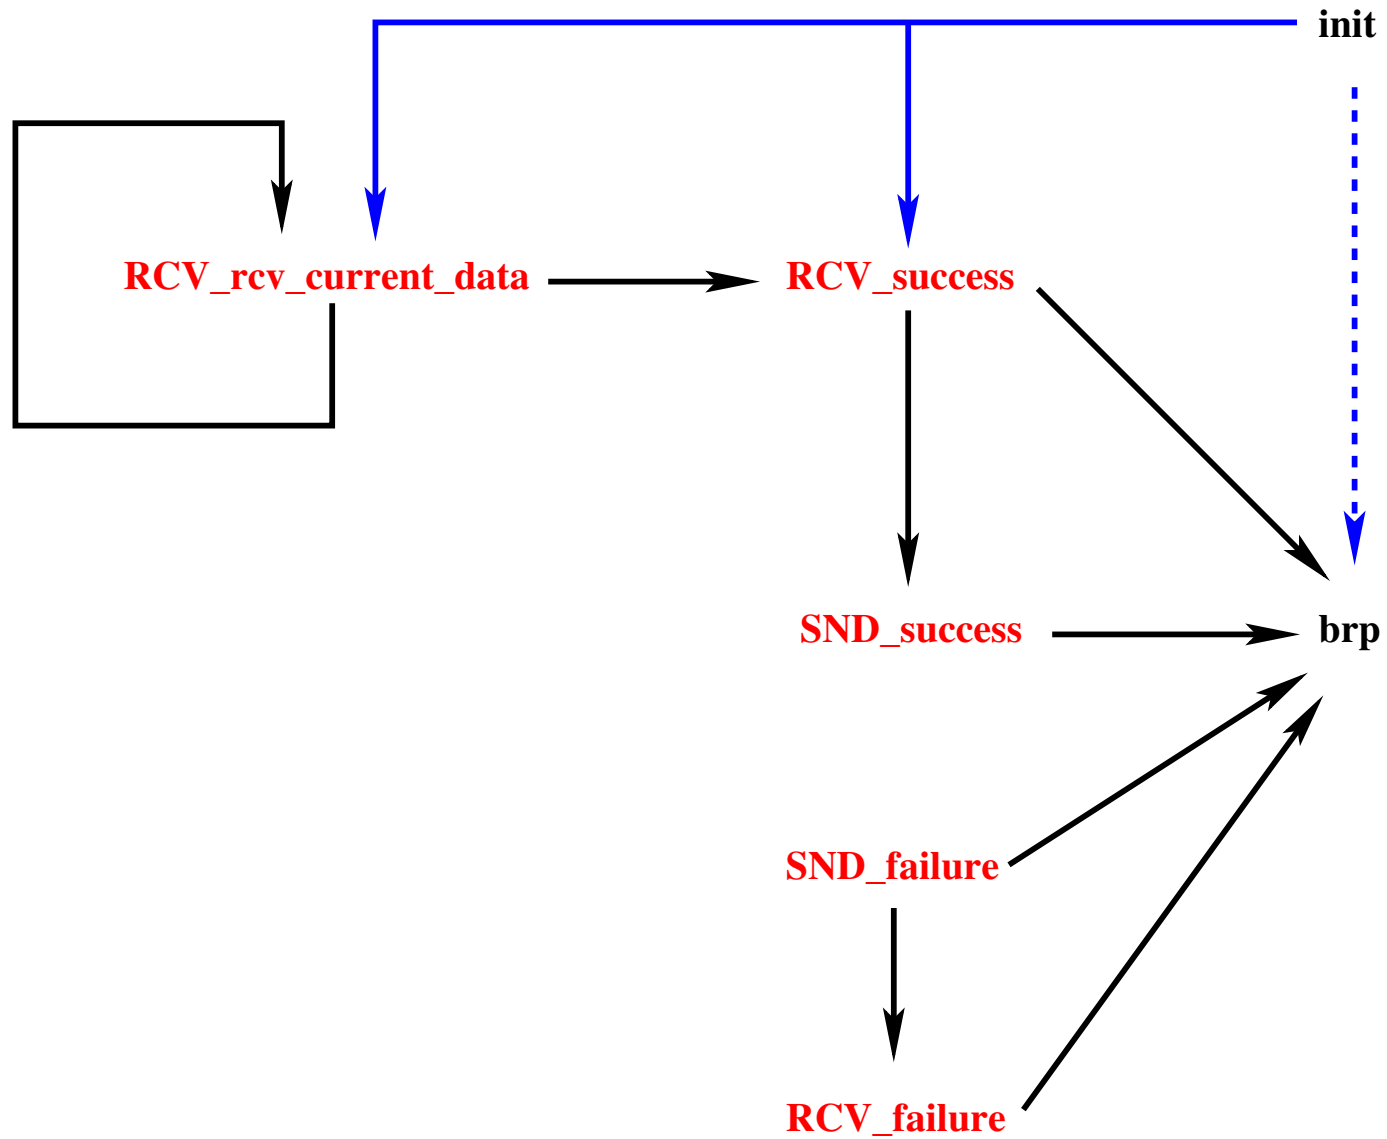 init
RCV_rcv_current_data
RCV_success
SND_success
brp
SND_failure
RCV_failure